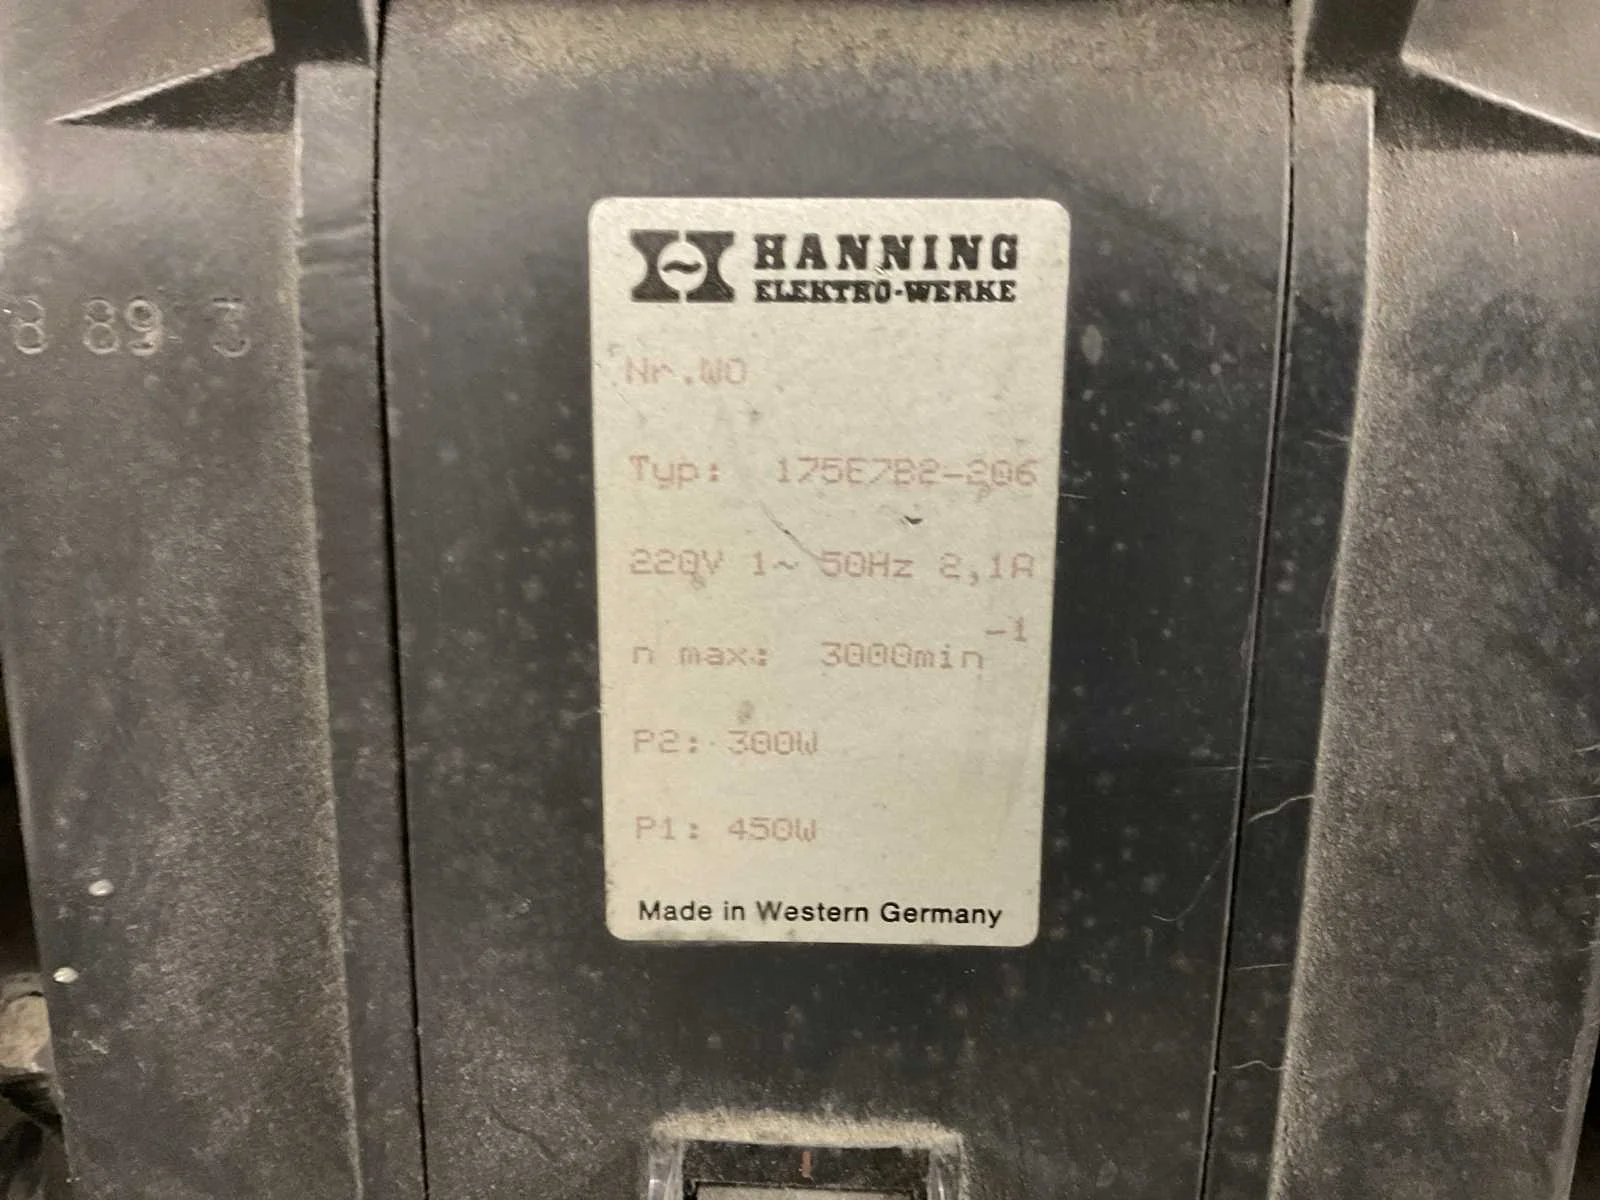 HANNING
ELEKTRO-WERKE
Nr.WO
Typ: 175E7B2-206
220V 1~ 50Hz 2,1A
n max.: 3000min⁻¹
P2: 300W
P1: 450W
Made in Western Germany
8 89 3